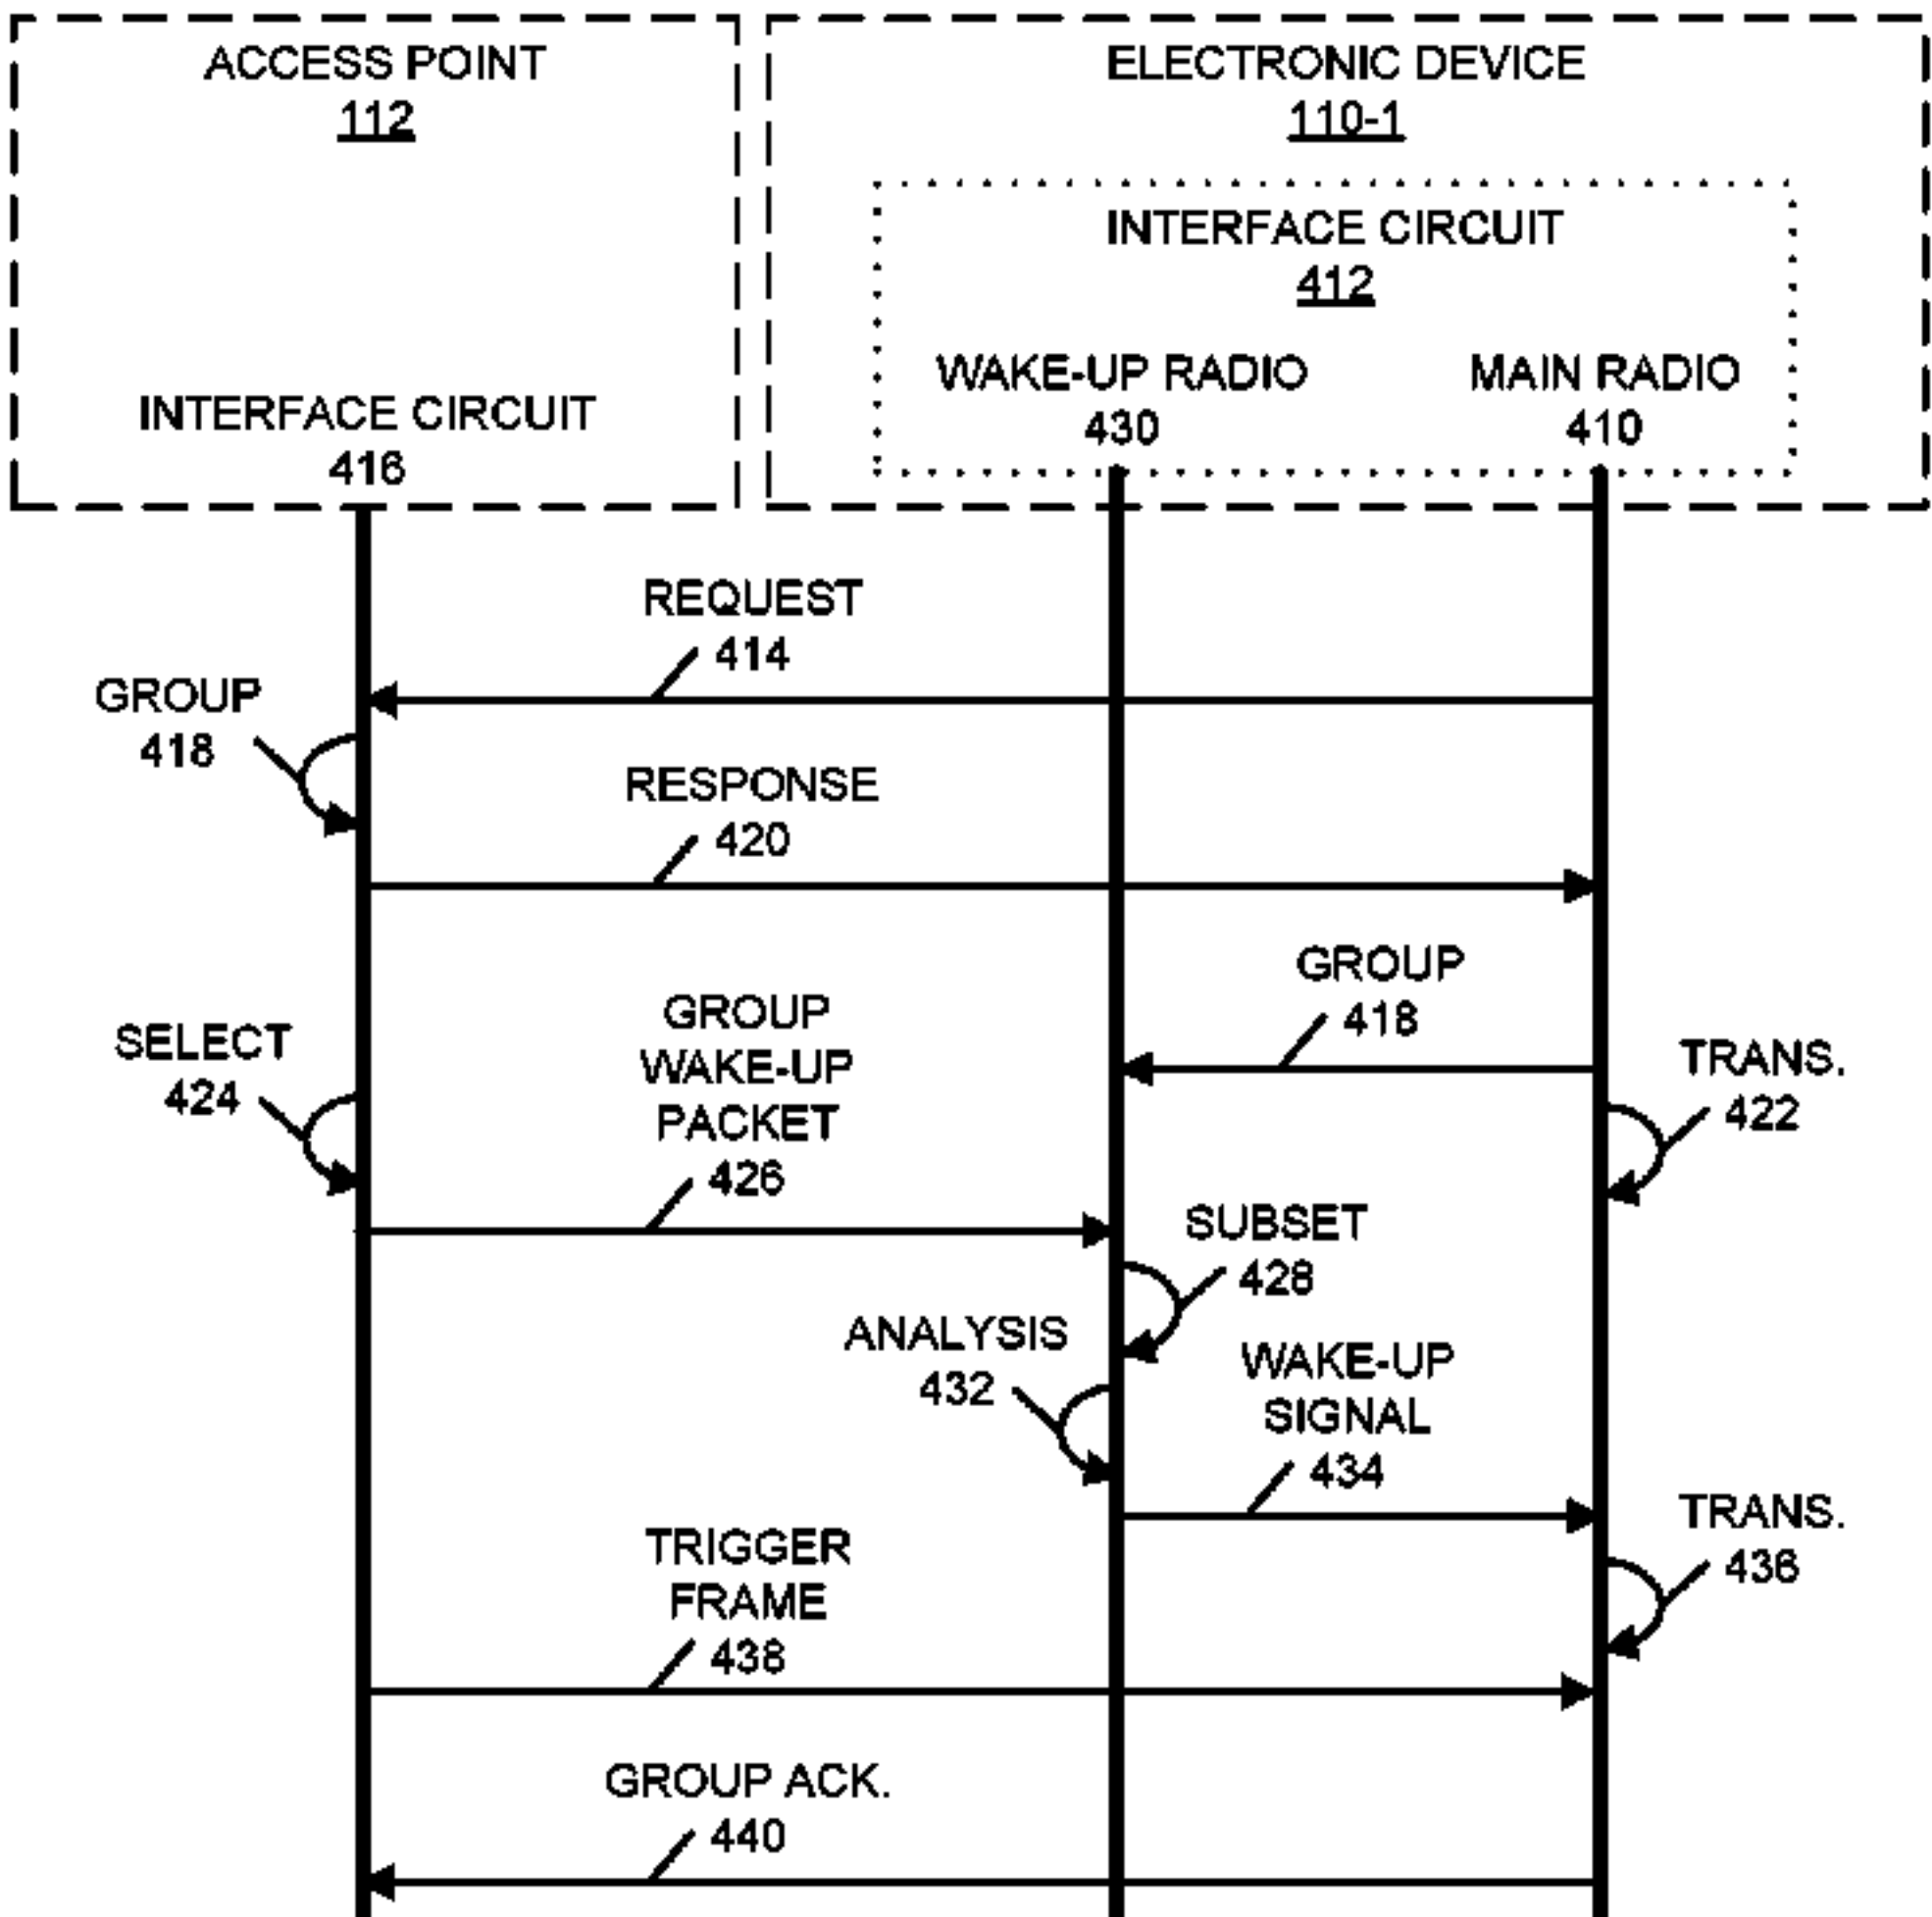 ACCESS POINT
112
ELECTRONIC DEVICE
110-1
INTERFACE CIRCUIT
412
WAKE-UP RADIO
430
MAIN RADIO
410
INTERFACE CIRCUIT
416
REQUEST
414
GROUP
418
RESPONSE
420
GROUP
418
SELECT
424
GROUP
WAKE-UP
PACKET
426
TRANS.
422
SUBSET
428
ANALYSIS
432
WAKE-UP
SIGNAL
434
TRANS.
436
TRIGGER
FRAME
438
GROUP ACK.
440